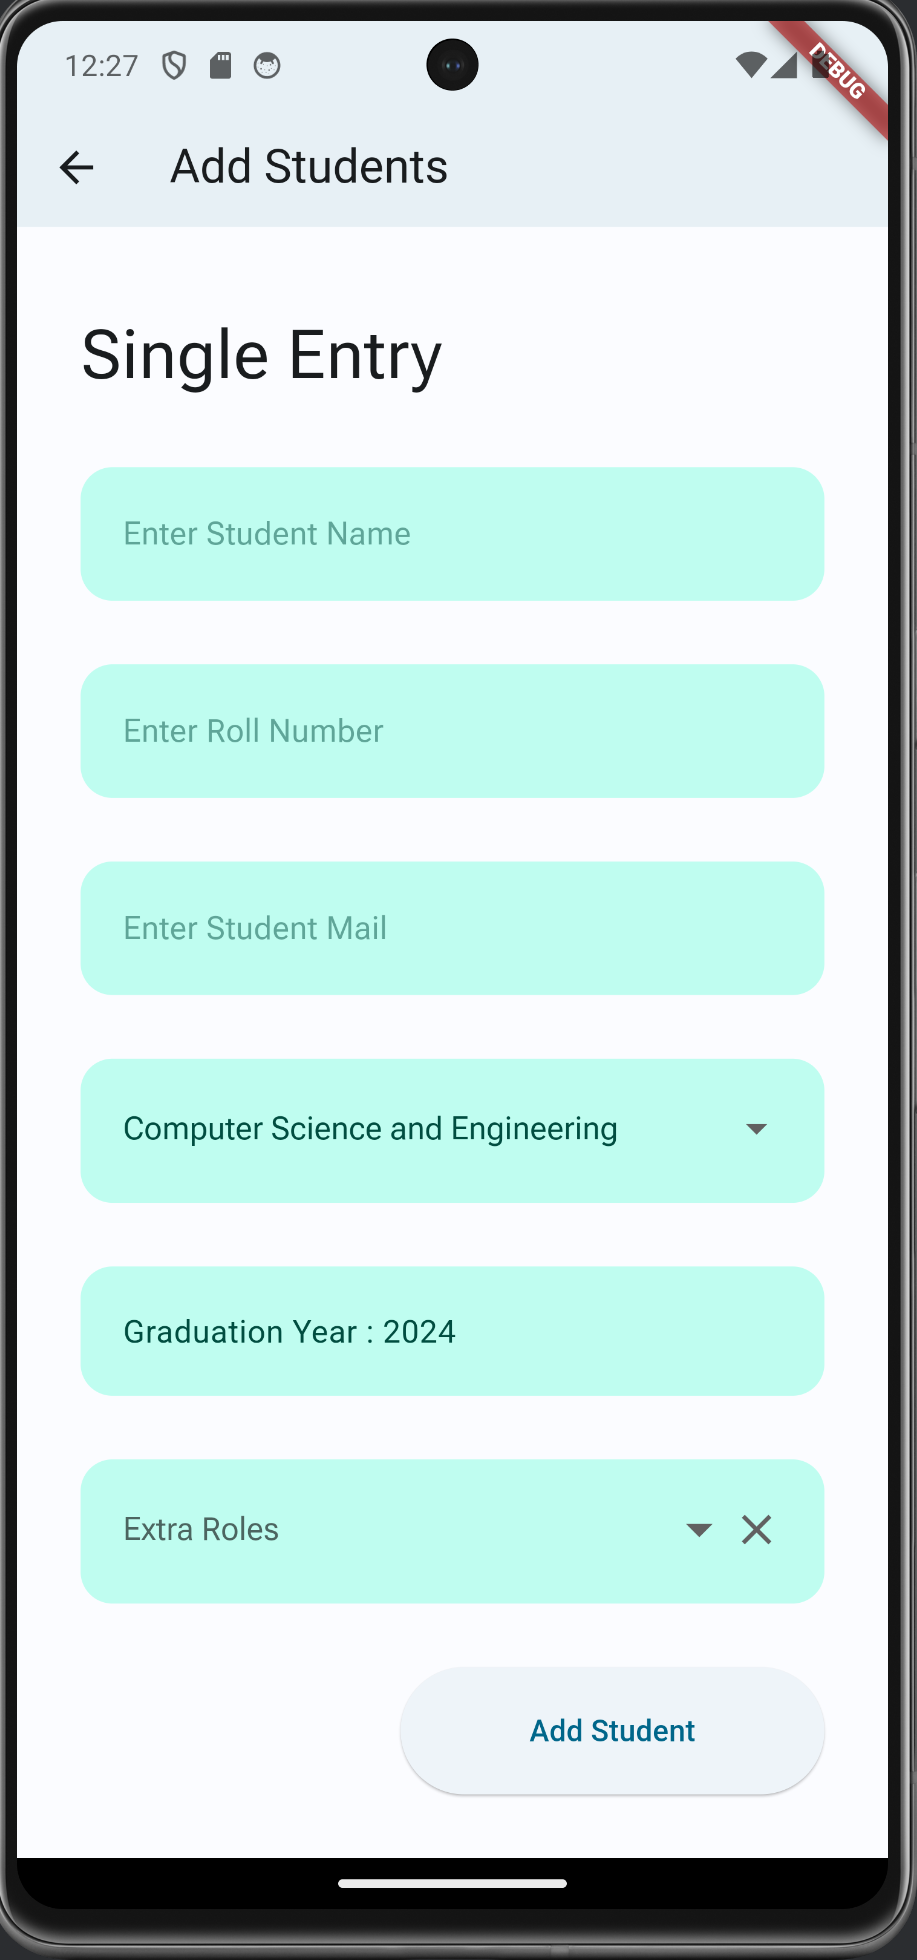 12:27
DEBUG
Add Students
Single Entry
Enter Student Name
Enter Roll Number
Enter Student Mail
Computer Science and Engineering
Graduation Year : 2024
Extra Roles
Add Student